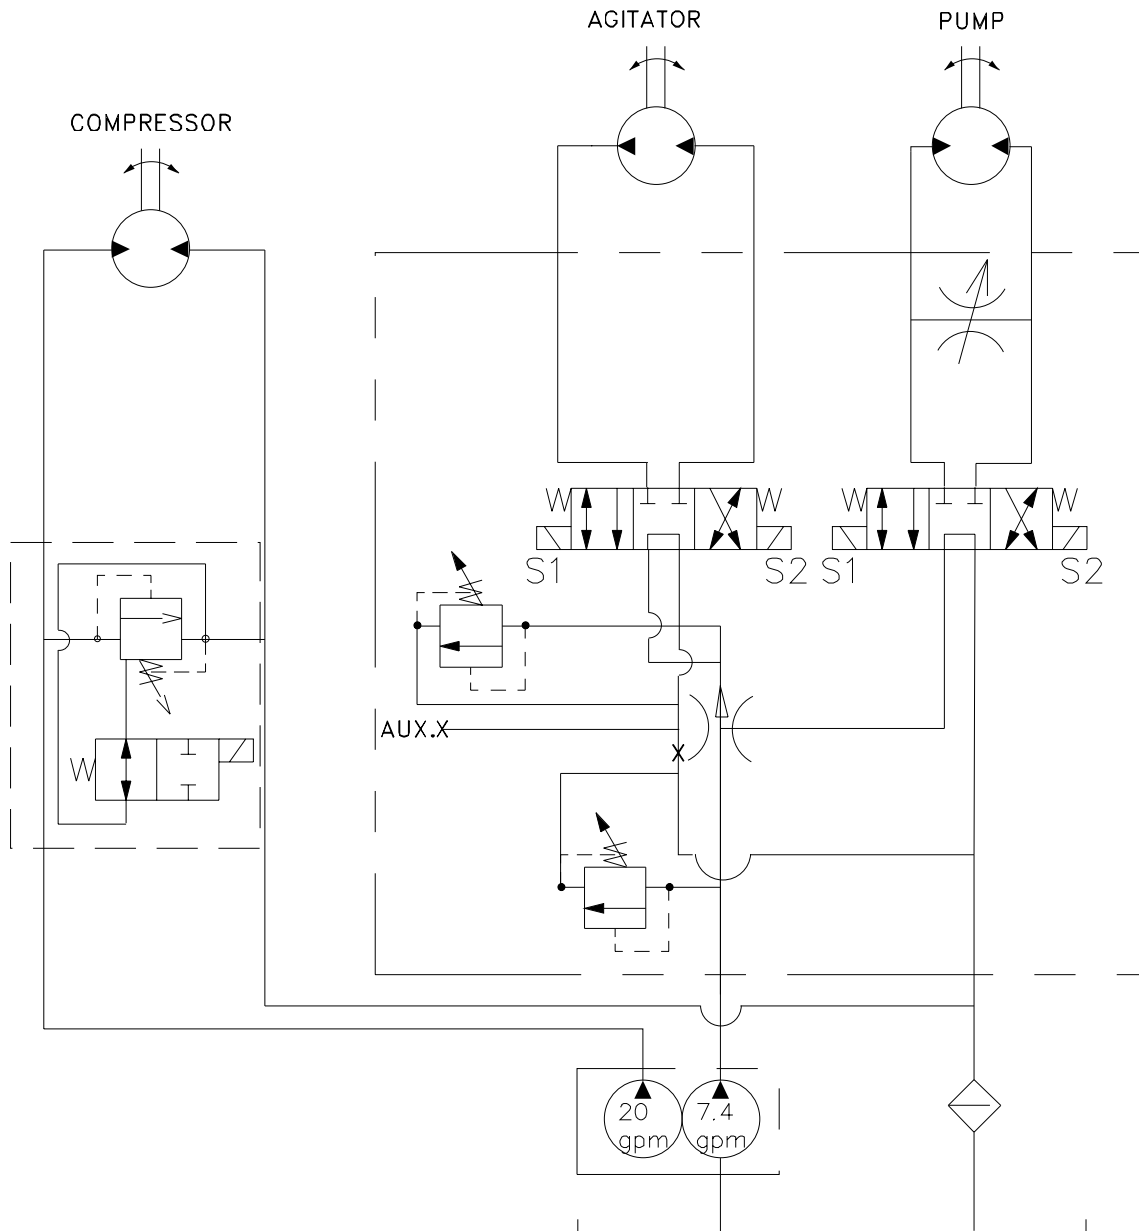 AGITATOR
PUMP
COMPRESSOR
S1
S2
S1
S2
AUX.X
X
20
gpm
7.4
gpm